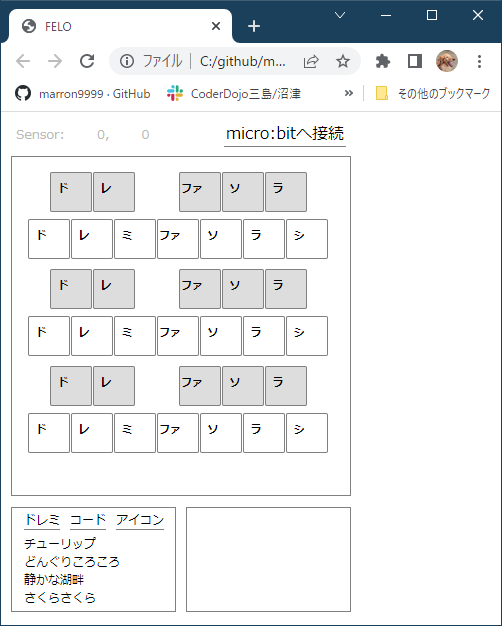 FELO
ファイル C:/github/m...
marron9999 · GitHub CoderDojo三島/沼津 » その他のブックマーク
Sensor: 0, 0 micro:bitへ接続
ド レ ファ ソ ラ
ド レ ミ ファ ソ ラ シ
ド レ ファ ソ ラ
ド レ ミ ファ ソ ラ シ
ド レ ファ ソ ラ
ド レ ミ ファ ソ ラ シ
ドレミ コード アイコン
チューリップ
どんぐりころころ
静かな湖畔
さくらさくら